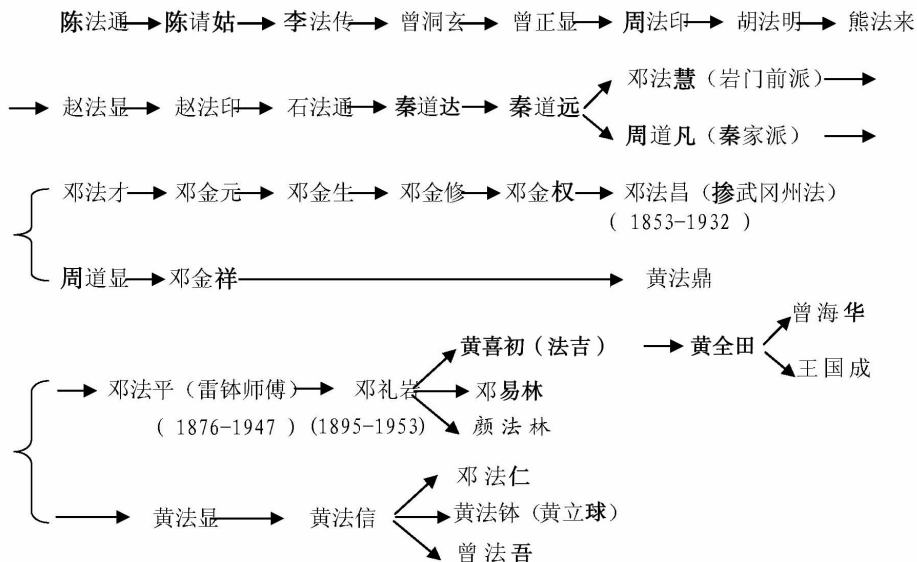 陈法通 陈请姑 李法传 曾洞玄 曾正显 周法印 胡法明 熊法来
邓法慧（岩门前派）
赵法显 赵法印 石法通 秦道达 秦道远
周道凡（秦家派）
邓法才 邓金元 邓金生 邓金修 邓金权 邓法昌（掺武冈州法）
( 1853-1932 )
周道显 邓金祥 黄法鼎
曾海华
黄喜初（法吉） 黄全田
王国成
邓法平（雷钵师傅） 邓礼岩 邓易林
( 1876-1947 ) (1895-1953) 颜法林
邓法仁
黄法显 黄法信 黄法钵（黄立球）
曾法吾